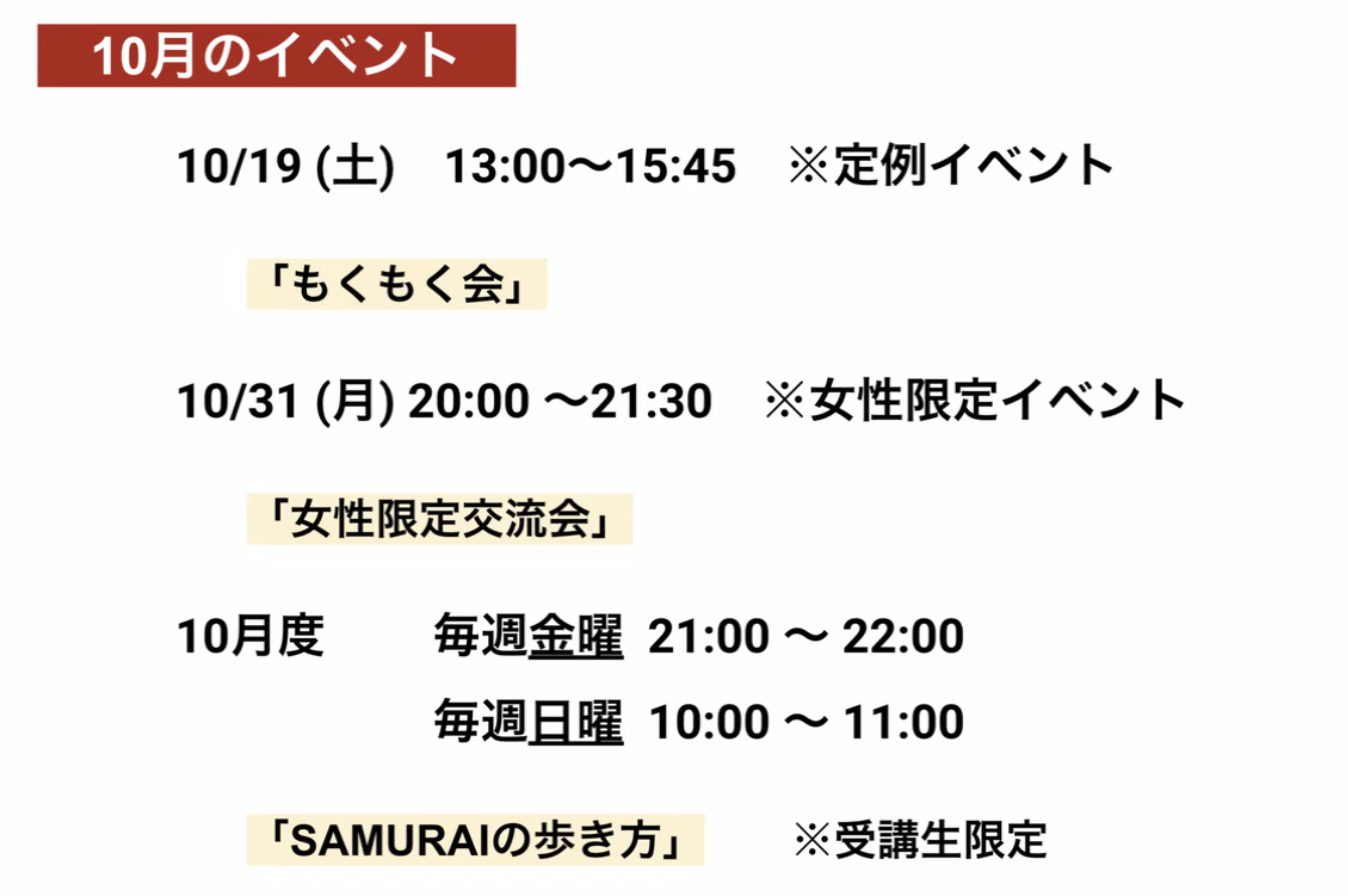 10月のイベント
10/19 (土)　13:00〜15:45　※定例イベント
「もくもく会」
10/31 (月) 20:00 〜21:30　※女性限定イベント
「女性限定交流会」
10月度　　毎週金曜 21:00 〜 22:00
毎週日曜 10:00 〜 11:00
「SAMURAIの歩き方」　　※受講生限定